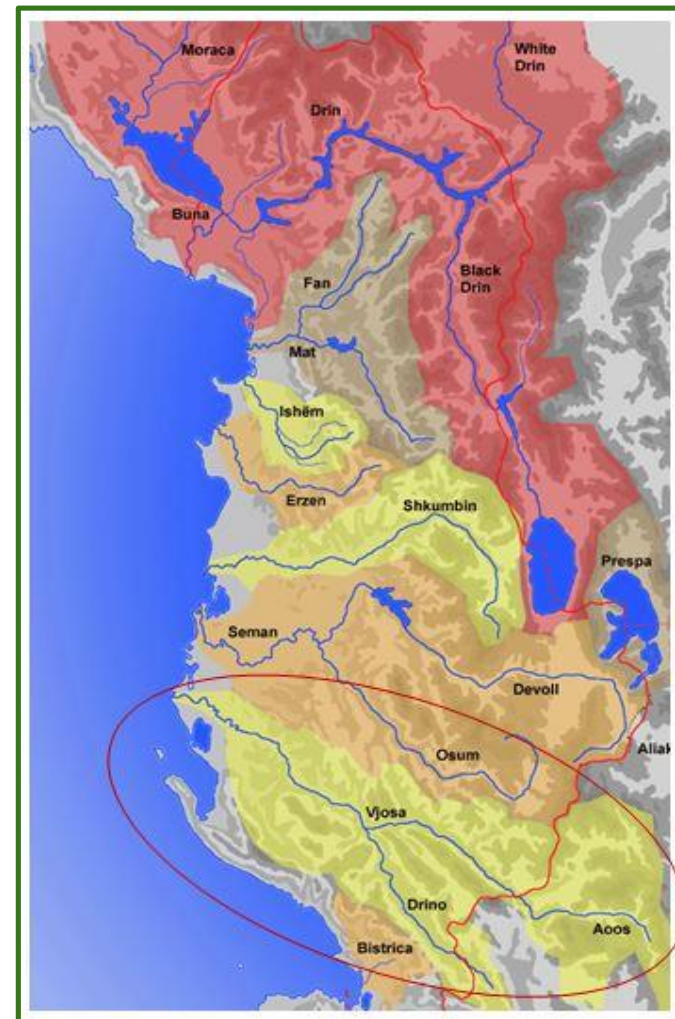 Moraca
White
Drin
Drin
Buna
Black
Drin
Fan
Mat
Ishëm
Erzen
Shkumbin
Prespa
Seman
Devoll
Osum
Aliak
Vjosa
Drino
Aoos
Bistrica